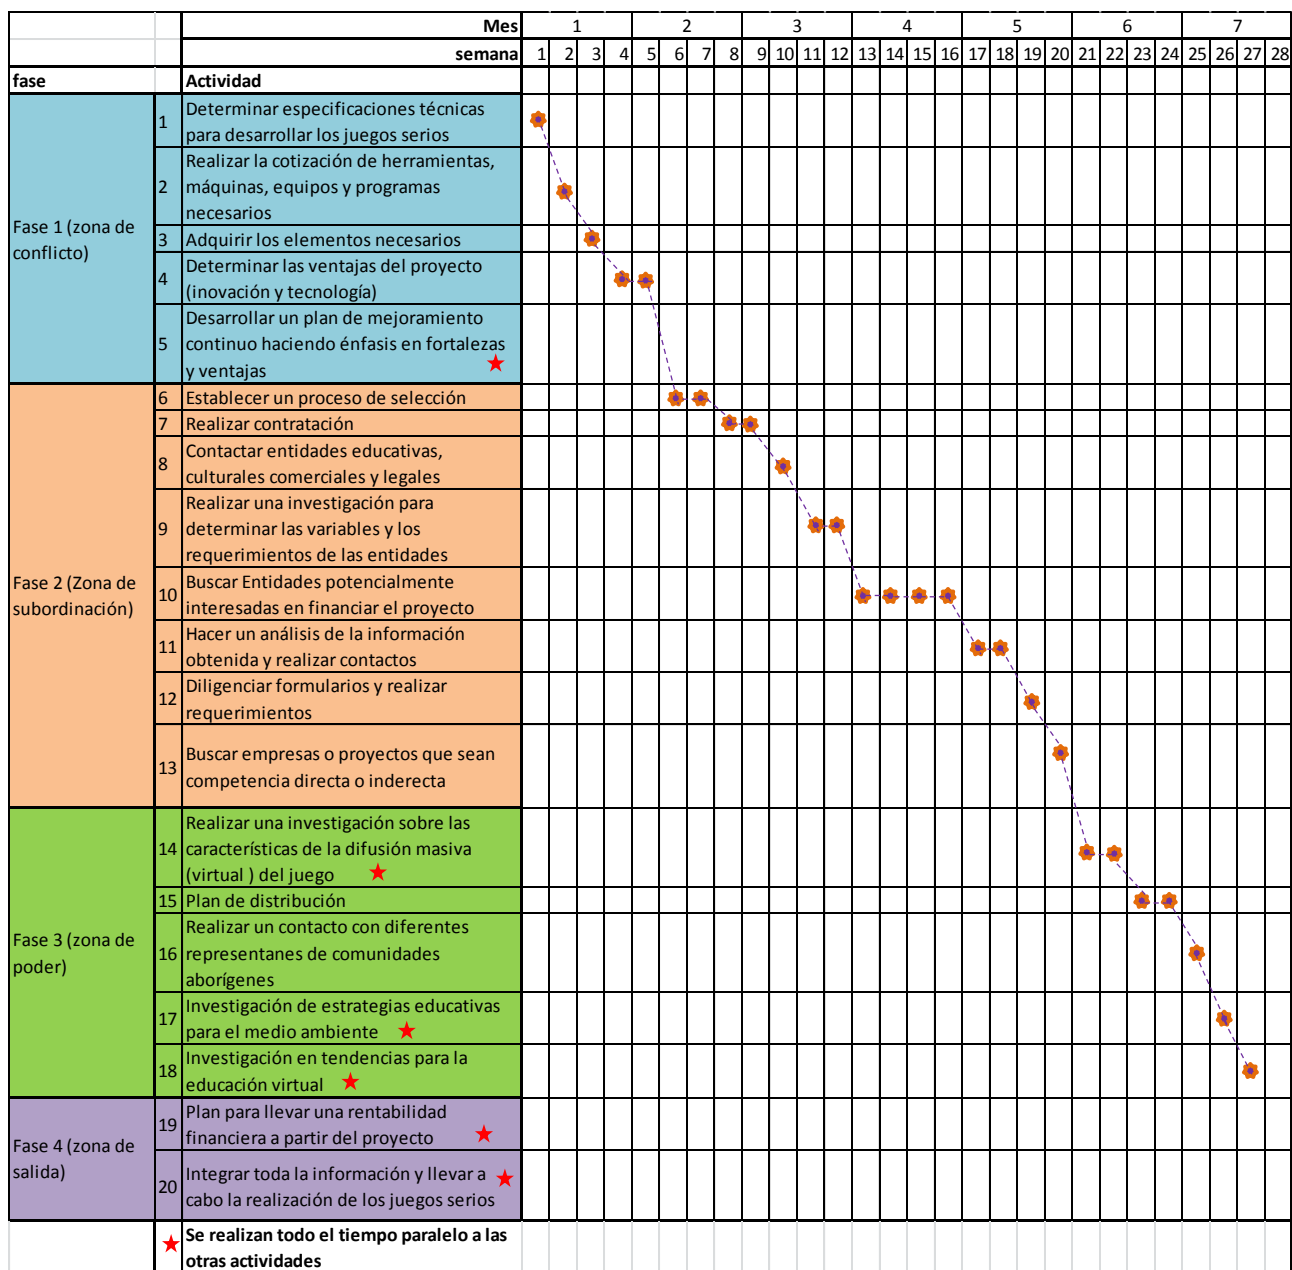 Mes 1 2 3 4 5 6 7
semana 1 2 3 4 5 6 7 8 9 10 11 12 13 14 15 16 17 18 19 20 21 22 23 24 25 26 27 28
fase Actividad
Fase 1 (zona de
conflicto)
1 Determinar especificaciones técnicas
para desarrollar los juegos serios
2 Realizar la cotización de herramientas,
máquinas, equipos y programas
necesarios
3 Adquirir los elementos necesarios
4 Determinar las ventajas del proyecto
(inovación y tecnología)
5 Desarrollar un plan de mejoramiento
continuo haciendo énfasis en fortalezas
y ventajas
Fase 2 (Zona de
subordinación)
6 Establecer un proceso de selección
7 Realizar contratación
8 Contactar entidades educativas,
culturales comerciales y legales
9 Realizar una investigación para
determinar las variables y los
requerimientos de las entidades
10 Buscar Entidades potencialmente
interesadas en financiar el proyecto
11 Hacer un análisis de la información
obtenida y realizar contactos
12 Diligenciar formularios y realizar
requerimientos
13 Buscar empresas o proyectos que sean
competencia directa o inderecta
Fase 3 (zona de
poder)
14 Realizar una investigación sobre las
características de la difusión masiva
(virtual ) del juego
15 Plan de distribución
16 Realizar un contacto con diferentes
representanes de comunidades
aborígenes
17 Investigación de estrategias educativas
para el medio ambiente
18 Investigación en tendencias para la
educación virtual
Fase 4 (zona de
salida)
19 Plan para llevar una rentabilidad
financiera a partir del proyecto
20 Integrar toda la información y llevar a
cabo la realización de los juegos serios
Se realizan todo el tiempo paralelo a las
otras actividades